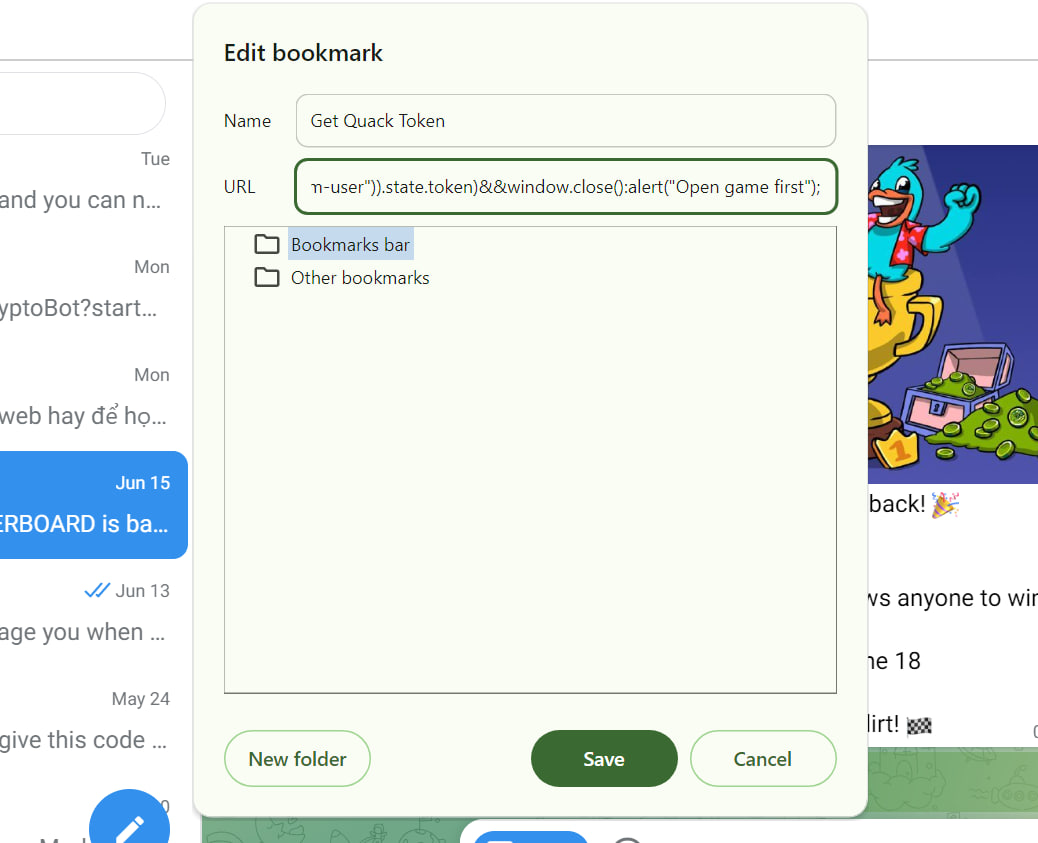 Edit bookmark
Name
Get Quack Token
URL
m-user")).state.token)&&window.close():alert("Open game first");
Bookmarks bar
Other bookmarks
New folder
Save
Cancel
Tue
and you can n...
Mon
yptoBot?start...
Mon
web hay để họ...
Jun 15
ERBOARD is ba...
Jun 13
age you when ...
May 24
give this code ...
1
back! 🎉
ws anyone to win
ne 18
dirt! 🏁